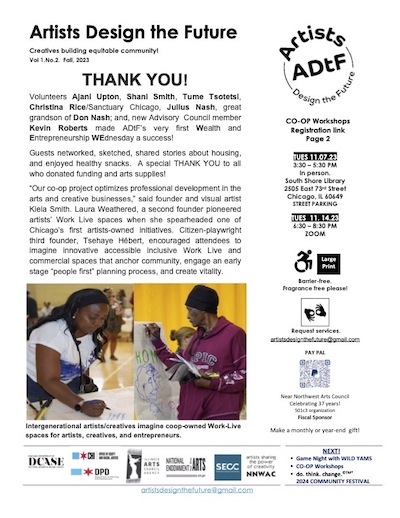 Artists Design the Future
Creatives building equitable community!
Vol 1.No.2. Fall, 2023
THANK YOU!
Volunteers Ajani Upton, Shani Smith, Tume Tsotetsi,
Christina Rice/Sanctuary Chicago, Julius Nash, great
grandson of Don Nash; and, new Advisory Council member
Kevin Roberts made ADtF's very first Wealth and
Entrepreneurship WEdnesday a success!
Guests networked, sketched, shared stories about housing,
and enjoyed healthy snacks. A special THANK YOU to all
who donated funding and arts supplies!
"Our co-op project optimizes professional development in the
arts and creative businesses," said founder and visual artist
Kiela Smith. Laura Weathered, a second founder pioneered
artists' Work Live spaces when she spearheaded one of
Chicago's first artists-owned initiatives. Citizen-playwright
third founder, Tsehaye Hébert, encouraged attendees to
imagine innovative accessible inclusive Work Live and
commercial spaces that anchor community, engage an early
stage "people first" planning process, and create vitality.
Intergenerational artists/creatives imagine coop-owned Work-Live
spaces for artists, creatives, and entrepreneurs.
Artists
ADtF
Design the Future
CO-OP Workshops
Registration link
Page 2
TUES 11.07.23
3:30 – 5:30 PM
In person.
South Shore Library
2505 East 73rd Street
Chicago, IL 60649
STREET PARKING
TUES 11. 14.23
6:30 – 8:30 PM
ZOOM
Large
Print
Barrier-free.
Fragrance free please!
Request services.
artistsdesignthefuture@gmail.com
PAY PAL
Near Northwest Arts Council
Celebrating 37 years!
501c3 organization
Fiscal Sponsor
Make a monthly or year-end gift!
DCASE
CHI
DPD
ILLINOIS
ARTS
COUNCIL
AGENCY
NATIONAL
ENDOWMENT for the ARTS
SECC
artists
sharing
the power
of creativity
NNWAC
NEXT!
Game Night with WILD YAMS
CO-OP Workshops
do. think. change.©™*
2024 COMMUNITY FESTIVAL
artistsdesignthefuture@gmail.com